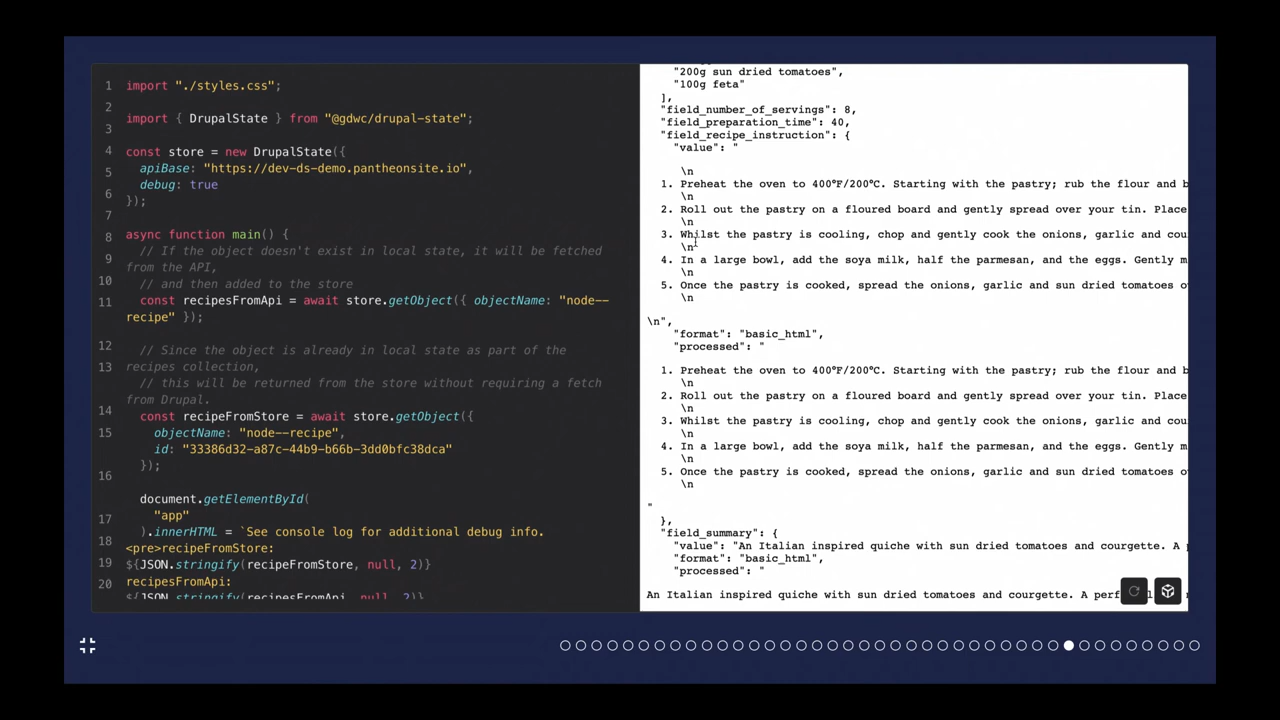 1 import "./styles.css";
2
3 import { DrupalState } from "@gdwc/drupal-state";
4 const store = new DrupalState({
5 apiBase: "https://dev-ds-demo.pantheonsite.io",
6 debug: true
7 });
8 async function main() {
9 // If the object doesn't exist in local state, it will be fetched
from the API,
10 // and then added to the store
11 const recipesFromApi = await store.getObject({ objectName: "node--
recipe" });
12 // Since the object is already in local state as part of the
13 recipes collection,
// this will be returned from the store without requiring a fetch
from Drupal.
14 const recipeFromStore = await store.getObject({
15 objectName: "node--recipe",
id: "33386d32-a87c-44b9-b66b-3dd0bfc38dca"
});
16
document.getElementById(
17 "app"
18 ).innerHTML = `See console log for additional debug info.
<pre>recipeFromStore:
19 ${JSON.stringify(recipeFromStore, null, 2)}
20 recipesFromApi:
${JSON.stringify(recipesFromApi, null, 2)}
"200g sun dried tomatoes",
"100g feta"
],
"field_number_of_servings": 8,
"field_preparation_time": 40,
"field_recipe_instruction": {
"value": "
\n
1. Preheat the oven to 400°F/200°C. Starting with the pastry; rub the flour and b
\n
2. Roll out the pastry on a floured board and gently spread over your tin. Place
\n
3. Whilst the pastry is cooling, chop and gently cook the onions, garlic and cou
\n
4. In a large bowl, add the soya milk, half the parmesan, and the eggs. Gently m
\n
5. Once the pastry is cooked, spread the onions, garlic and sun dried tomatoes o
\n
\n",
"format": "basic_html",
"processed": "
1. Preheat the oven to 400°F/200°C. Starting with the pastry; rub the flour and b
\n
2. Roll out the pastry on a floured board and gently spread over your tin. Place
\n
3. Whilst the pastry is cooling, chop and gently cook the onions, garlic and cou
\n
4. In a large bowl, add the soya milk, half the parmesan, and the eggs. Gently m
\n
5. Once the pastry is cooked, spread the onions, garlic and sun dried tomatoes o
\n
"
},
"field_summary": {
"value": "An Italian inspired quiche with sun dried tomatoes and courgette. A p
"format": "basic_html",
"processed": "
An Italian inspired quiche with sun dried tomatoes and courgette. A perf